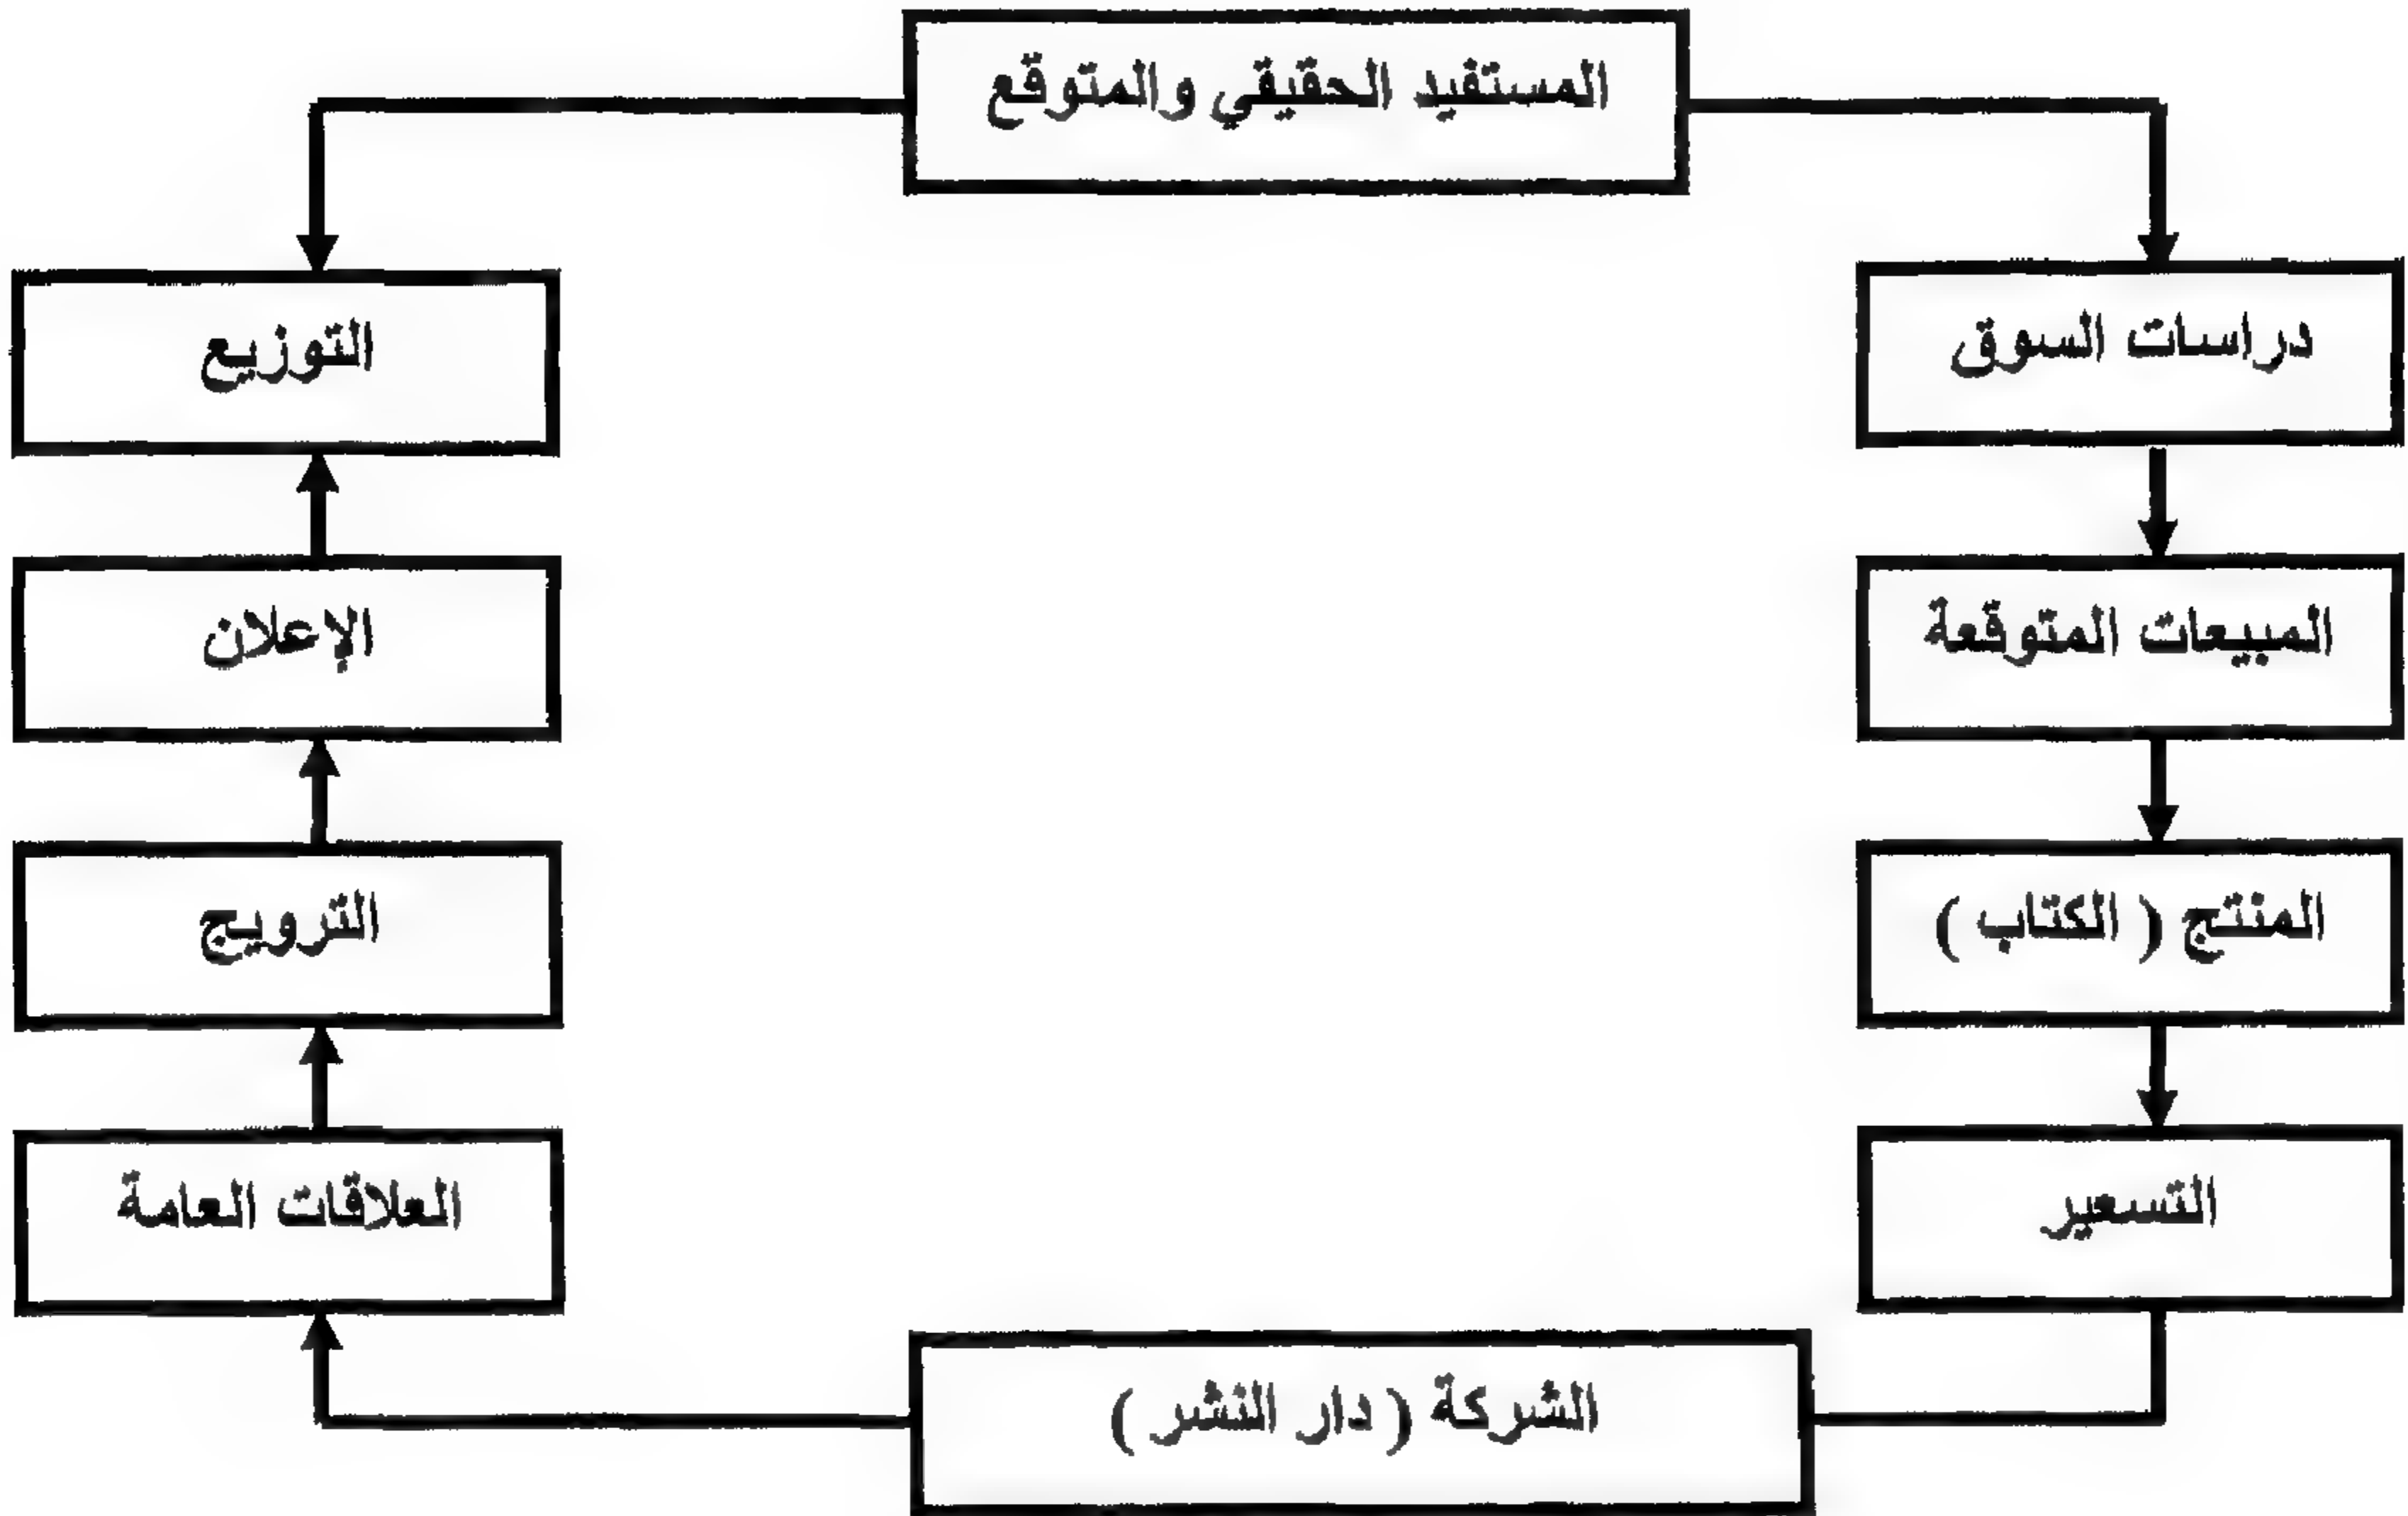 المستفيد الحقيقي والمتوقع
دراسات السوق
التوزيع
المبيعات المتوقعة
الإعلان
المنتج ( الكتاب )
الترويج
التسعير
العلاقات العامة
الشركة ( دار النشر )